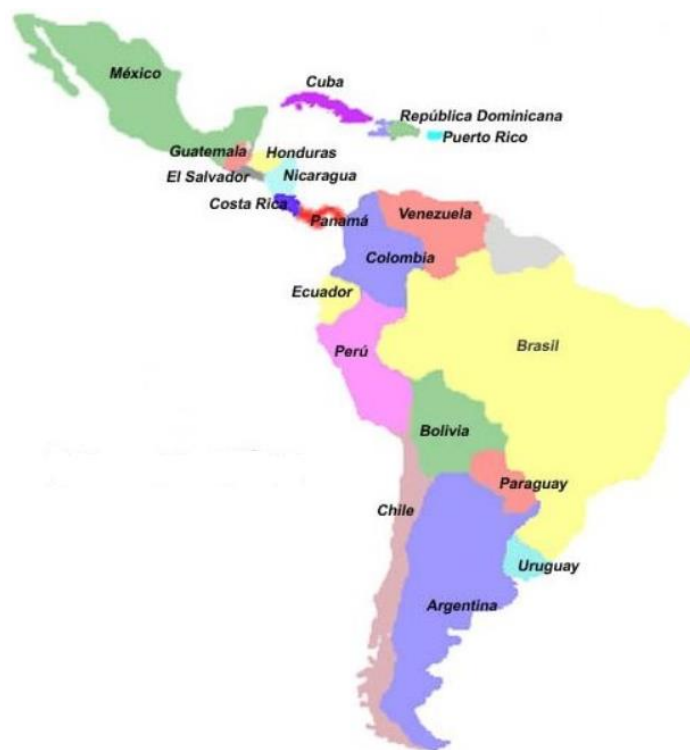 México
Cuba
República Dominicana
Puerto Rico
Guatemala
Honduras
El Salvador
Nicaragua
Costa Rica
Panamá
Venezuela
Colombia
Ecuador
Perú
Brasil
Bolivia
Paraguay
Chile
Uruguay
Argentina